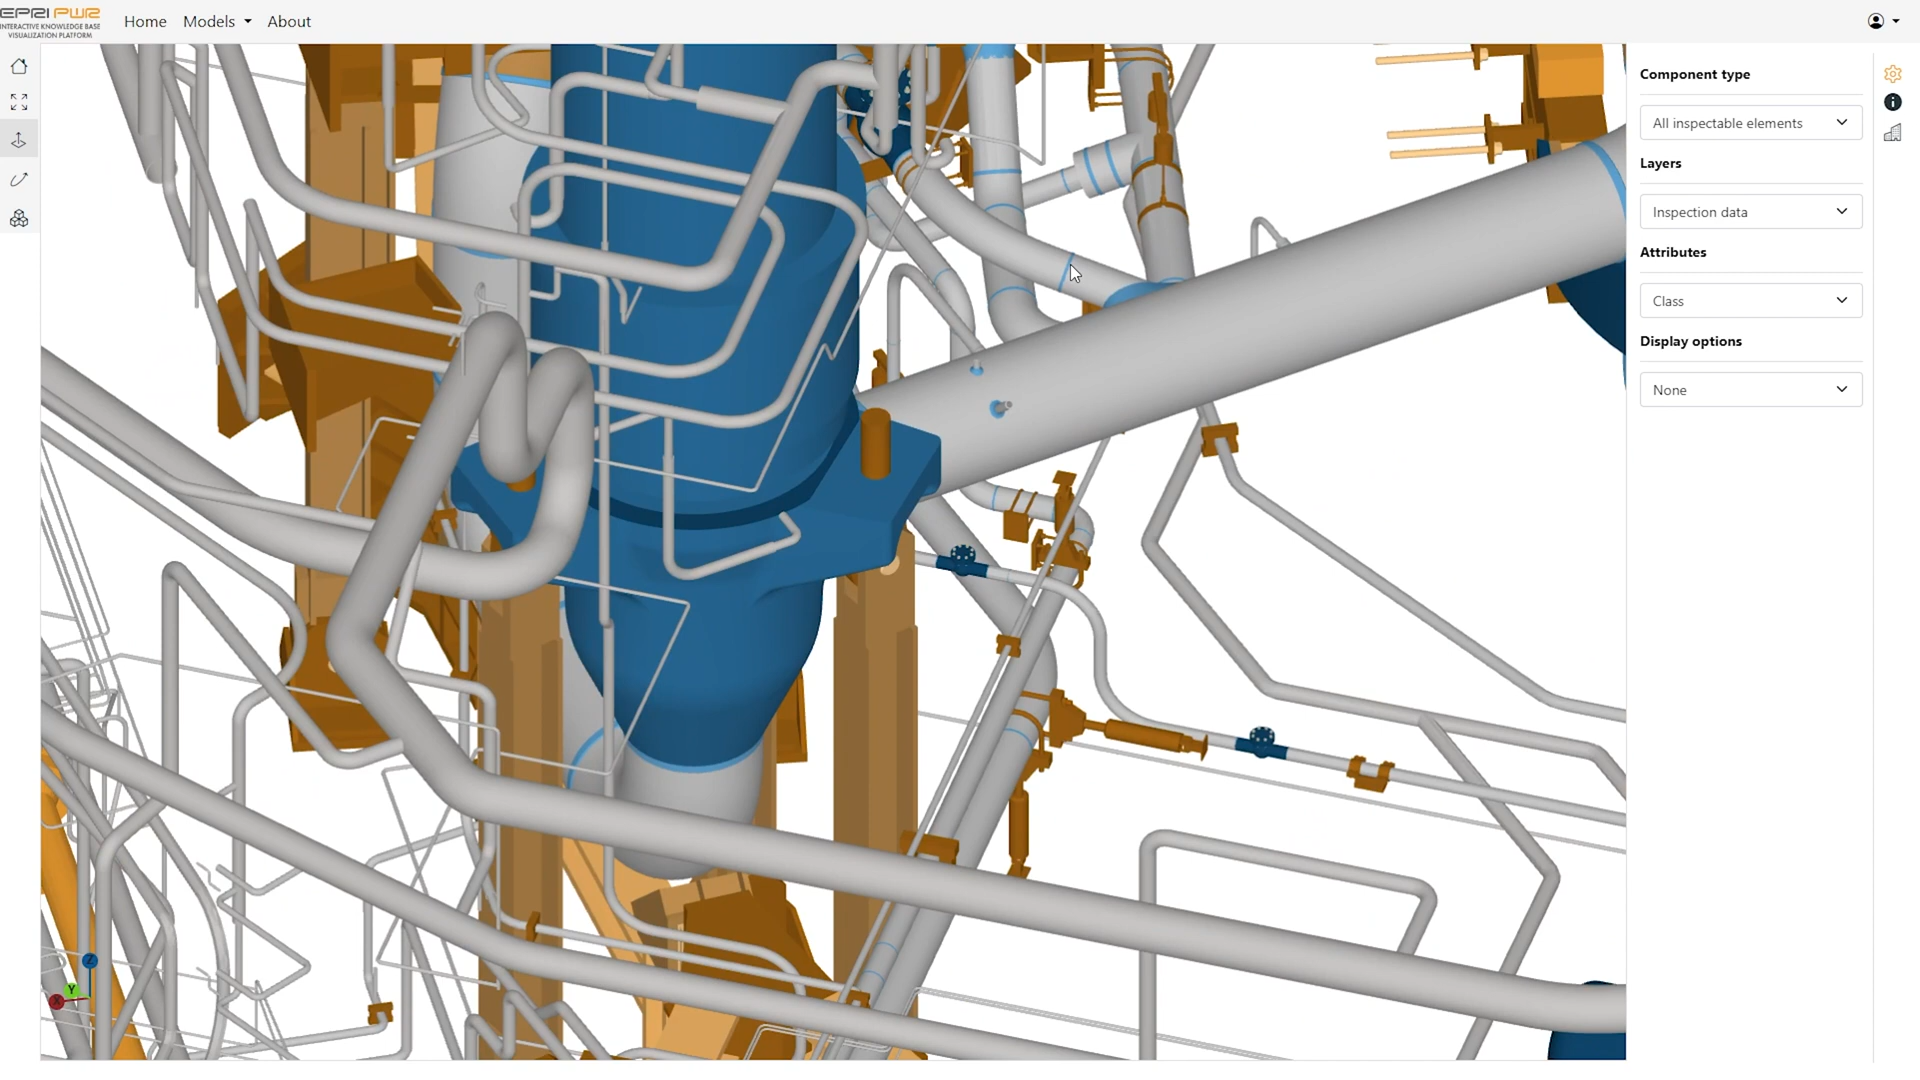 EPRI PWR
INTERACTIVE KNOWLEDGE BASE
VISUALIZATION PLATFORM
Home
Models
About
Component type
All inspectable elements
Layers
Inspection data
Attributes
Class
Display options
None
Z
Y
X